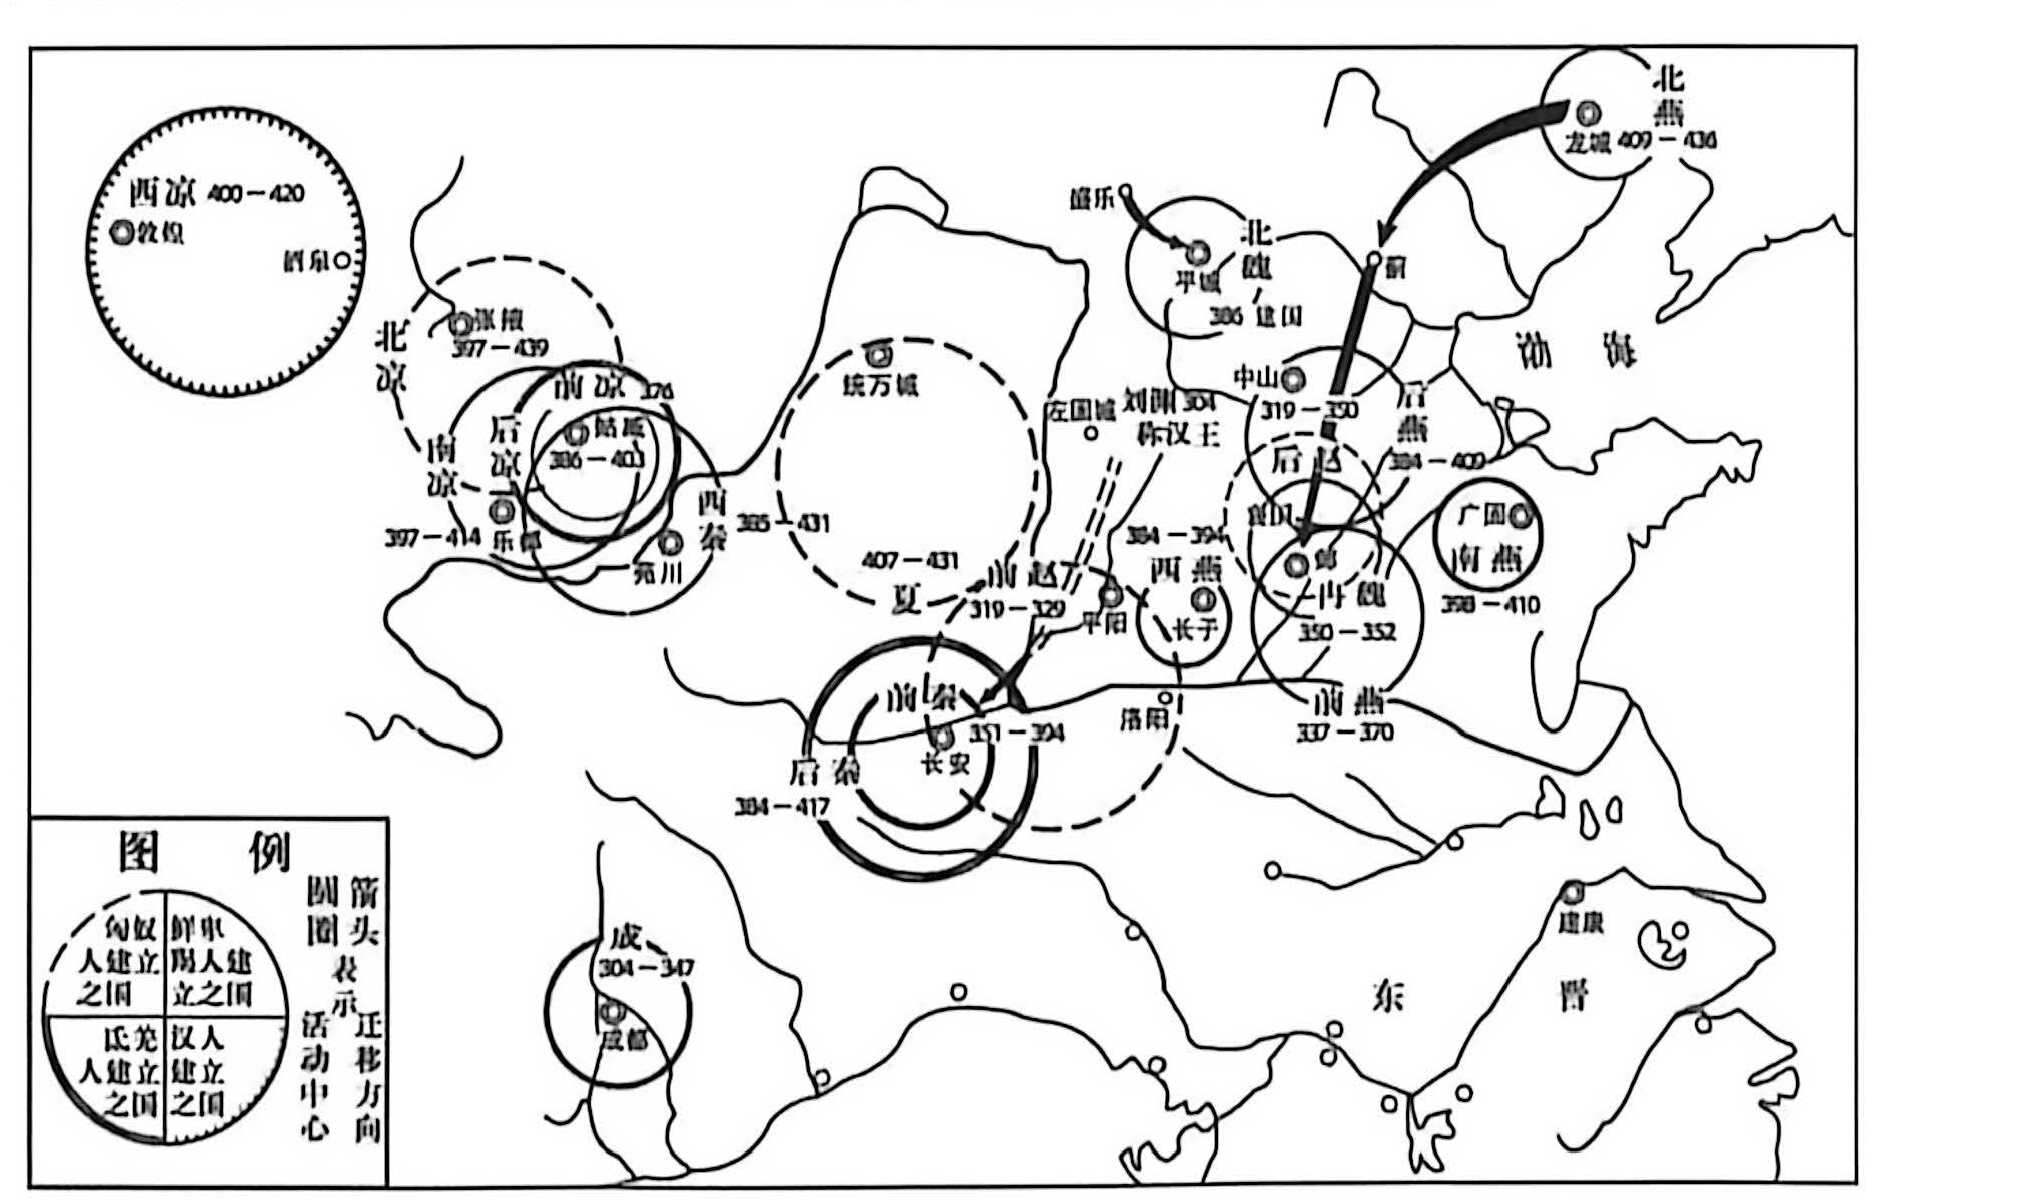 西凉 400—420
敦煌
酒泉
北凉
张掖
397—439
前凉 376
后凉
姑臧
386—403
南凉
397—414 乐都
西秦
385—431
苑川
统万城
407—431
夏
盛乐
北魏
平城
386 建国
北燕
龙城 409—436
蓟
渤海
中山
319—350
后燕
384—409
后赵
左国城
刘渊 304
称汉王
前赵
319—329
平阳
384—394
西燕
长子
襄国
邺
冉魏
350—352
前燕
337—370
广固
南燕
398—410
洛阳
前秦
351—394
长安
后秦
384—417
成
304—347
成都
建康
东晋
图例
匈奴人建立之国
鲜卑
羯人建立之国
氐羌人建立之国
汉人建立之国
圆圈
箭头
表示
活动中心
迁移方向